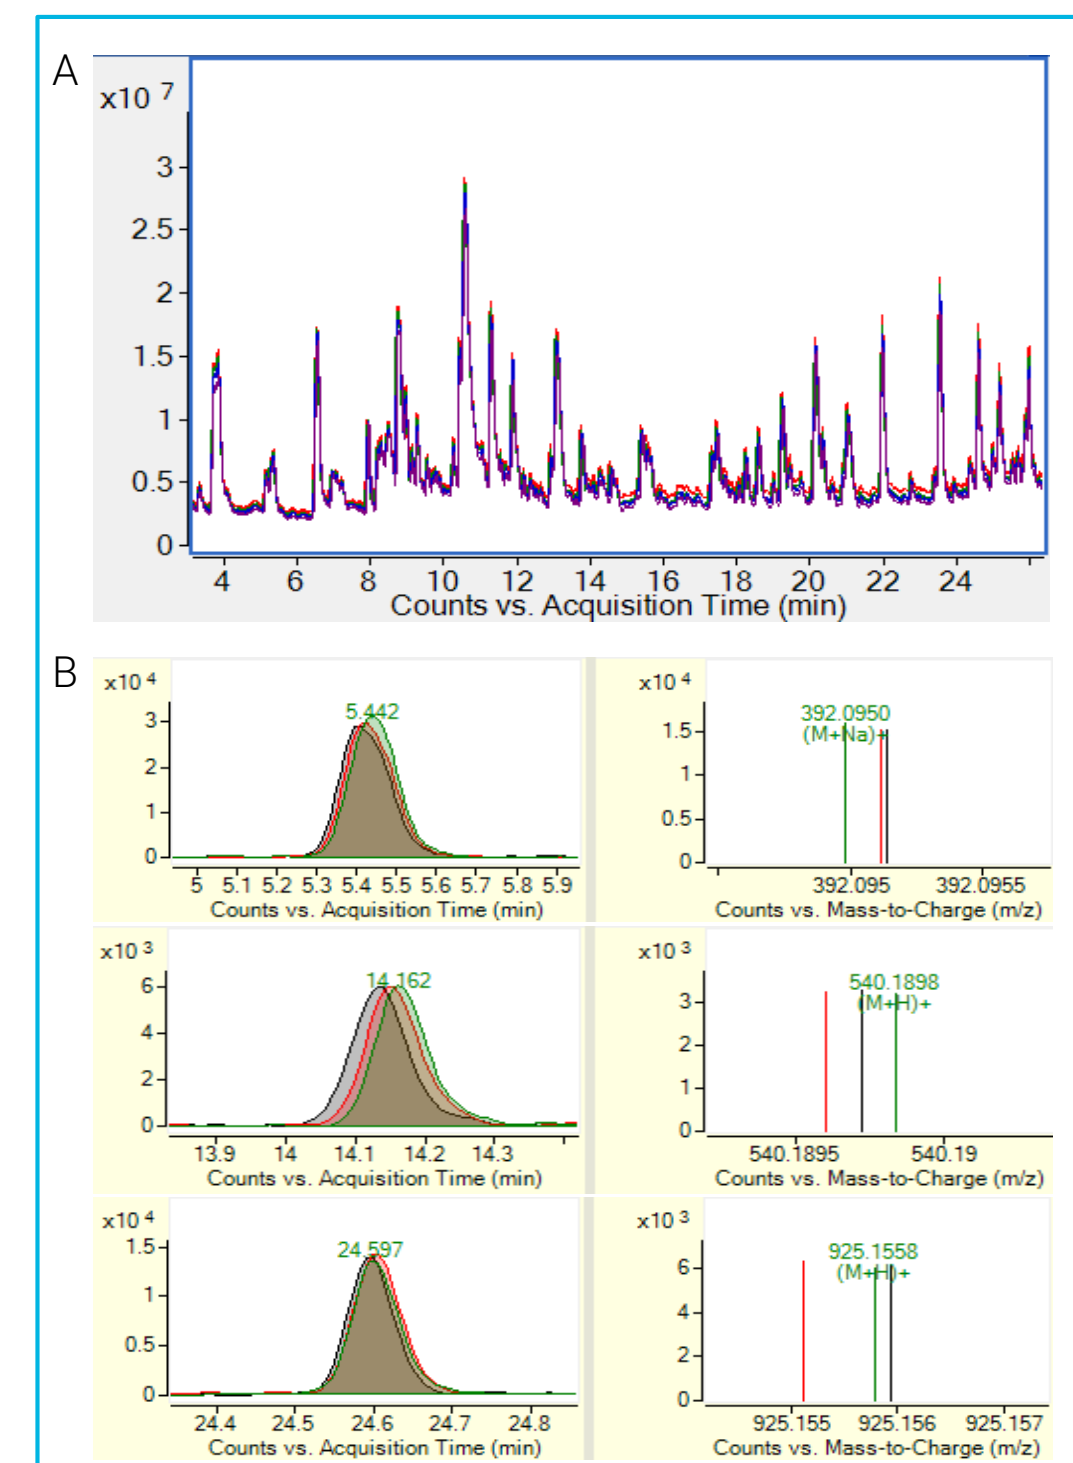 A
x10 7
3
2.5
2
1.5
1
0.5
0
4 6 8 10 12 14 16 18 20 22 24
Counts vs. Acquisition Time (min)
B
x10 4
5.442
3
2
1
0
5 5.1 5.2 5.3 5.4 5.5 5.6 5.7 5.8 5.9
Counts vs. Acquisition Time (min)
x10 4
392.0950
(M+Na)+
1.5
1
0.5
0
392.095 392.0955
Counts vs. Mass-to-Charge (m/z)
x10 3
14.162
6
4
2
0
13.9 14 14.1 14.2 14.3
Counts vs. Acquisition Time (min)
x10 3
540.1898
(M+H)+
3
2
1
0
540.1895 540.19
Counts vs. Mass-to-Charge (m/z)
x10 4
24.597
1.5
1
0.5
0
24.4 24.5 24.6 24.7 24.8
Counts vs. Acquisition Time (min)
x10 3
925.1558
(M+H)+
6
4
2
0
925.155 925.156 925.157
Counts vs. Mass-to-Charge (m/z)